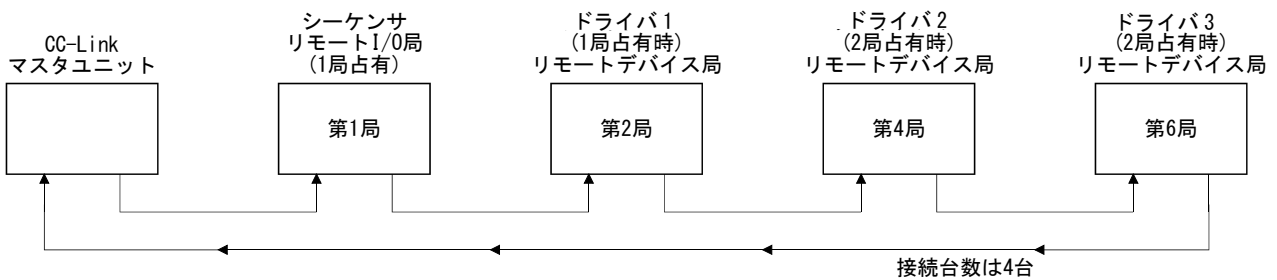 CC-Link
マスタユニット
シーケンサ
リモートI/O局
(1局占有)
ドライバ1
(1局占有時)
リモートデバイス局
ドライバ2
(2局占有時)
リモートデバイス局
ドライバ3
(2局占有時)
リモートデバイス局
第1局
第2局
第4局
第6局
接続台数は4台